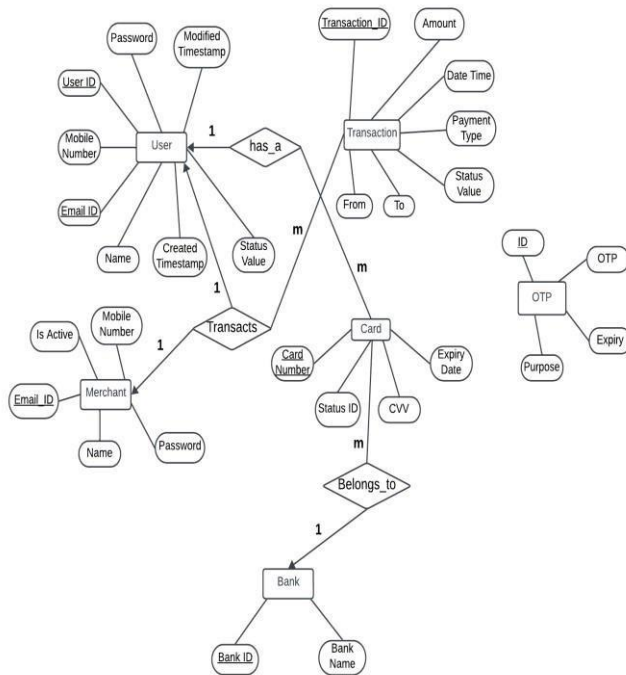 Transaction_ID
Amount
Password
Modified
Timestamp
User ID
Date Time
Mobile
Number
User
1
has_a
Transaction
Payment
Type
Email ID
Status
Value
Name
Created
Timestamp
Status
Value
From
To
m
ID
OTP
OTP
Expiry
Purpose
1
m
Transacts
Is Active
Mobile
Number
1
Card
Merchant
Email_ID
Name
Password
Card
Number
Expiry
Date
Status ID
CVV
m
Belongs_to
1
Bank
Bank ID
Bank
Name